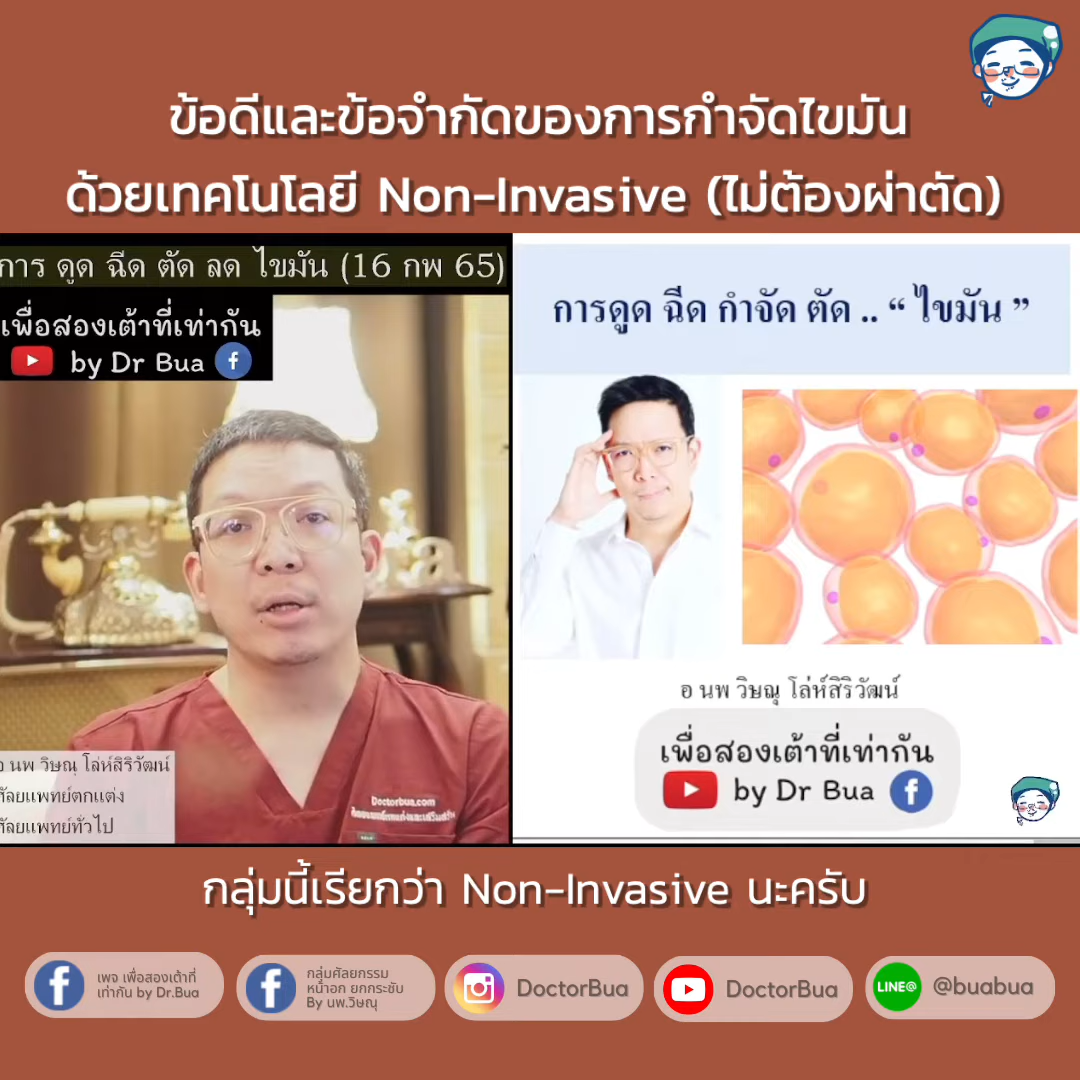 ข้อดีและข้อจำกัดของการกำจัดไขมัน
ด้วยเทคโนโลยี Non-Invasive (ไม่ต้องผ่าตัด)
การ ดูด ฉีด ตัด ลด ไขมัน (16 กพ 65)
เพื่อสองเต้าที่เท่ากัน
by Dr Bua
การดูด ฉีด กำจัด ตัด .. “ ไขมัน ”
อ นพ วิษณุ โล่ห์สิริวัฒน์
ศัลยแพทย์ตกแต่ง
ศัลยแพทย์ทั่วไป
Doctorbua.com
อ นพ วิษณุ โล่ห์สิริวัฒน์
เพื่อสองเต้าที่เท่ากัน
by Dr Bua
กลุ่มนี้เรียกว่า Non-Invasive นะครับ
เพจ เพื่อสองเต้าที่
เท่ากัน by Dr.Bua
กลุ่มศัลยกรรม
หน้าอก ยกกระชับ
By นพ.วิษณุ
DoctorBua
DoctorBua
LINE@
@buabua